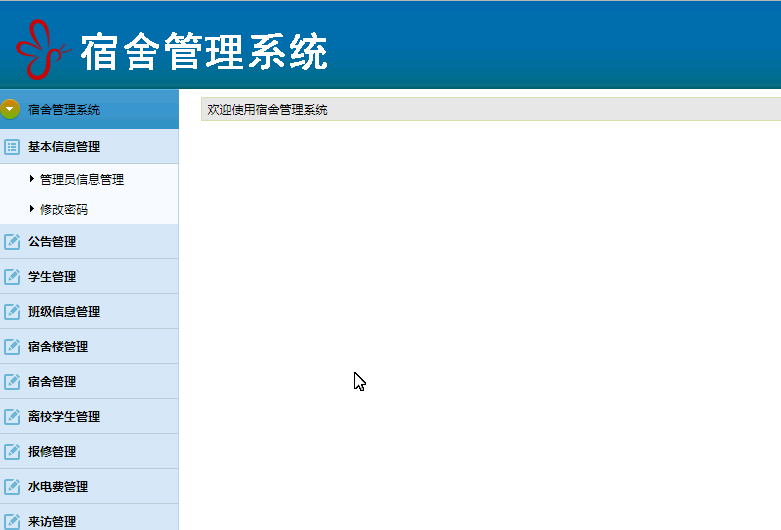 宿舍管理系统
宿舍管理系统
欢迎使用宿舍管理系统
基本信息管理
管理员信息管理
修改密码
公告管理
学生管理
班级信息管理
宿舍楼管理
宿舍管理
离校学生管理
报修管理
水电费管理
来访管理